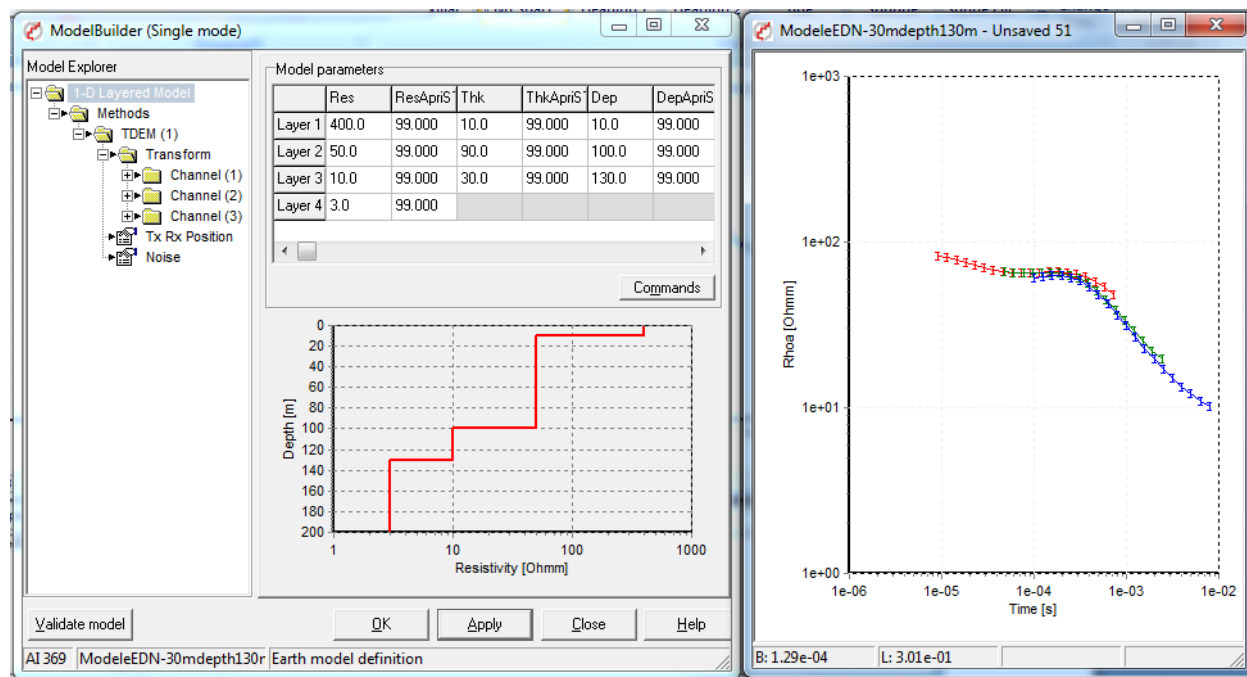 ModelBuilder (Single mode)
Model Explorer
1-D Layered Model
Methods
TDEM (1)
Transform
Channel (1)
Channel (2)
Channel (3)
Tx Rx Position
Noise
Model parameters
Res ResApriS Thk ThkApriS Dep DepApriS
Layer 1 400.0 99.000 10.0 99.000 10.0 99.000
Layer 2 50.0 99.000 90.0 99.000 100.0 99.000
Layer 3 10.0 99.000 30.0 99.000 130.0 99.000
Layer 4 3.0 99.000
Commands
0
20
40
60
80
100
120
140
160
180
200
Depth [m]
1 10 100 1000
Resistivity [Ohmm]
Validate model
OK Apply Close Help
AI 369 ModeleEDN-30mdepth130r Earth model definition
ModeleEDN-30mdepth130m - Unsaved 51
1e+03
1e+02
1e+01
1e+00
Rhoa [Ohmm]
1e-06 1e-05 1e-04 1e-03 1e-02
Time [s]
B: 1.29e-04 L: 3.01e-01